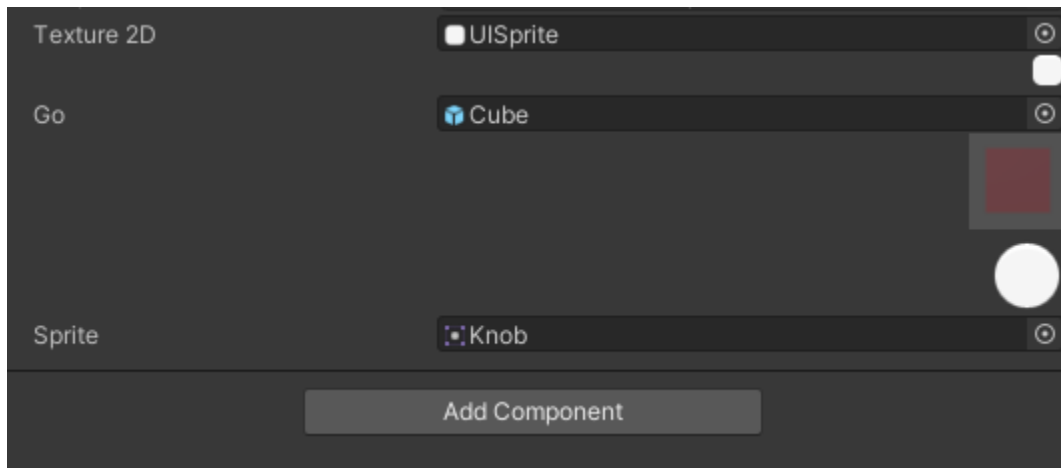 Texture 2D UISprite
Go Cube
Sprite Knob
Add Component